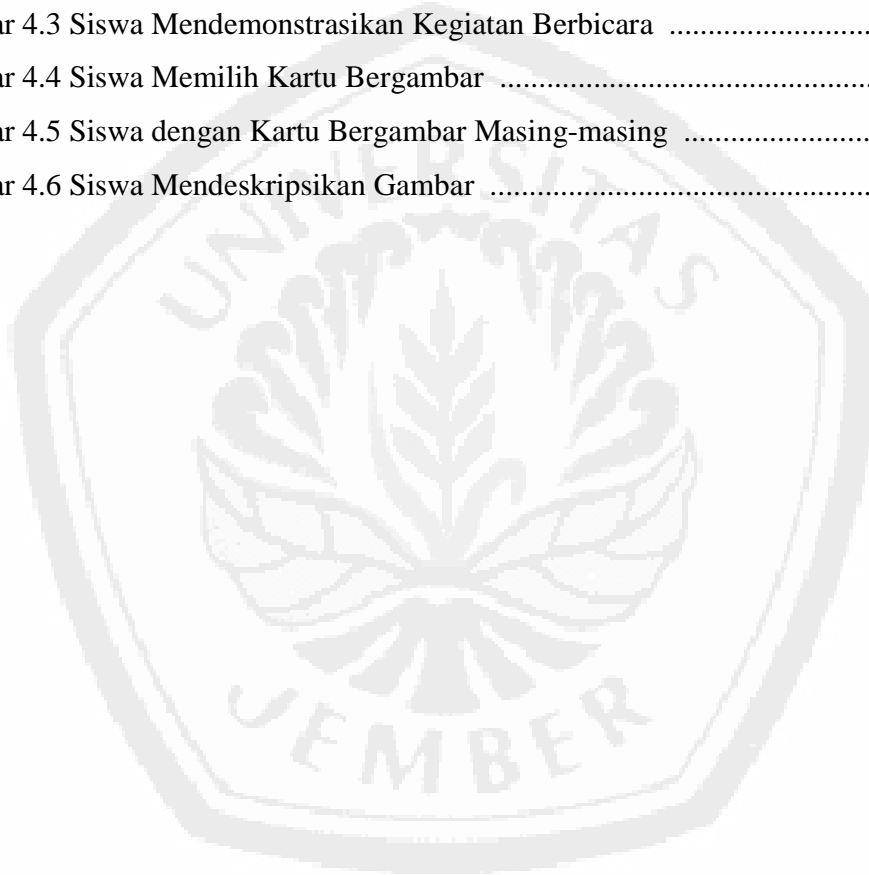 ar 4.3 Siswa Mendemonstrasikan Kegiatan Berbicara ..........................
ar 4.4 Siswa Memilih Kartu Bergambar ................................................
ar 4.5 Siswa dengan Kartu Bergambar Masing-masing ........................
ar 4.6 Siswa Mendeskripsikan Gambar .................................................
UNIVERSITAS
JEMBER